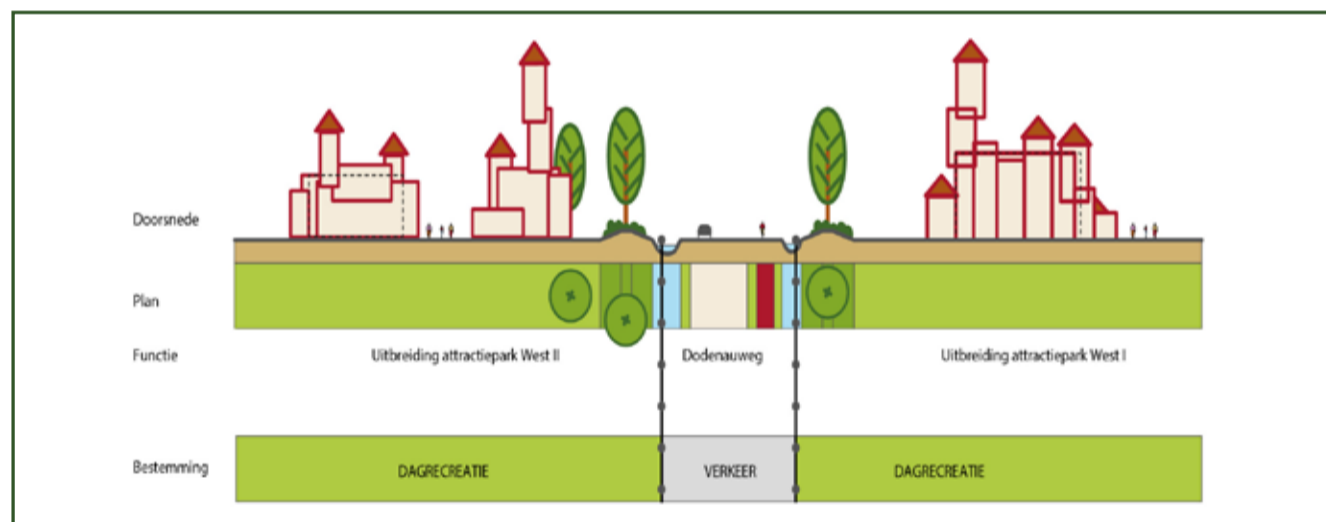 Doorsnede
Plan
Functie
Uitbreiding attractiepark West II
Dodenauweg
Uitbreiding attractiepark West I
Bestemming
DAGRECREATIE
VERKEER
DAGRECREATIE